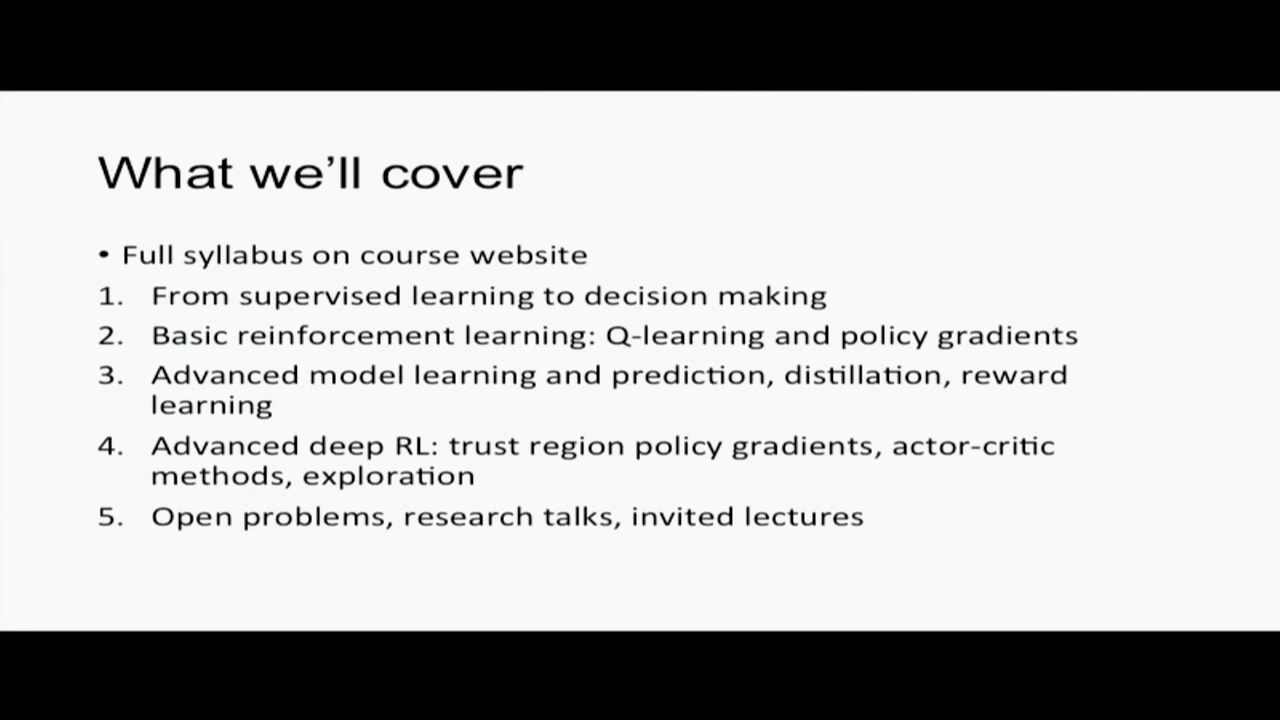 What we’ll cover
• Full syllabus on course website
1. From supervised learning to decision making
2. Basic reinforcement learning: Q-learning and policy gradients
3. Advanced model learning and prediction, distillation, reward
learning
4. Advanced deep RL: trust region policy gradients, actor-critic
methods, exploration
5. Open problems, research talks, invited lectures